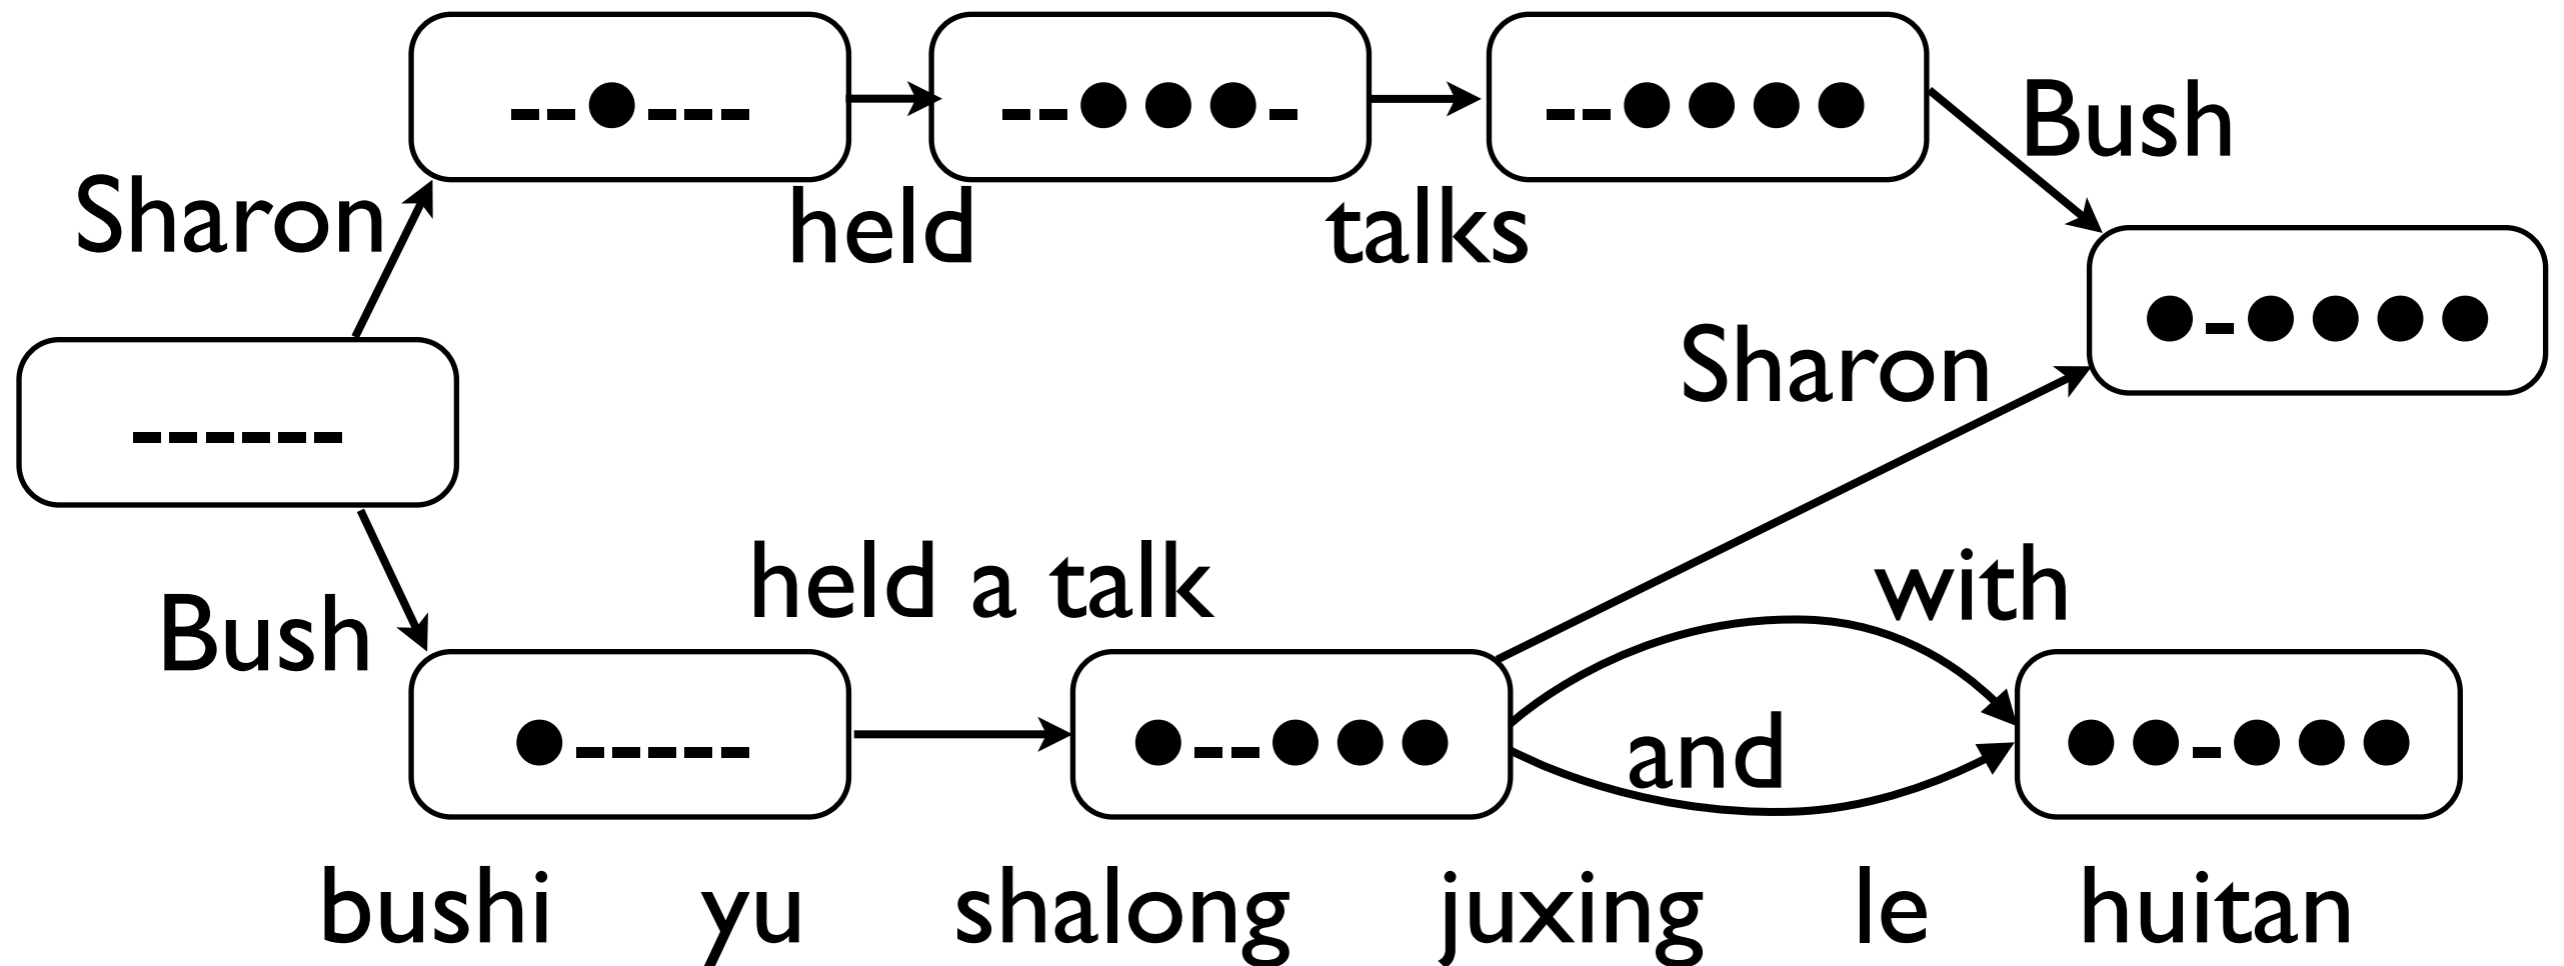 --●--- --●●●- --●●●● Bush
Sharon held talks
●-●●●●
Sharon
------
held a talk with
Bush
●----- ●--●●● and ●●-●●●
bushi yu shalong juxing le huitan